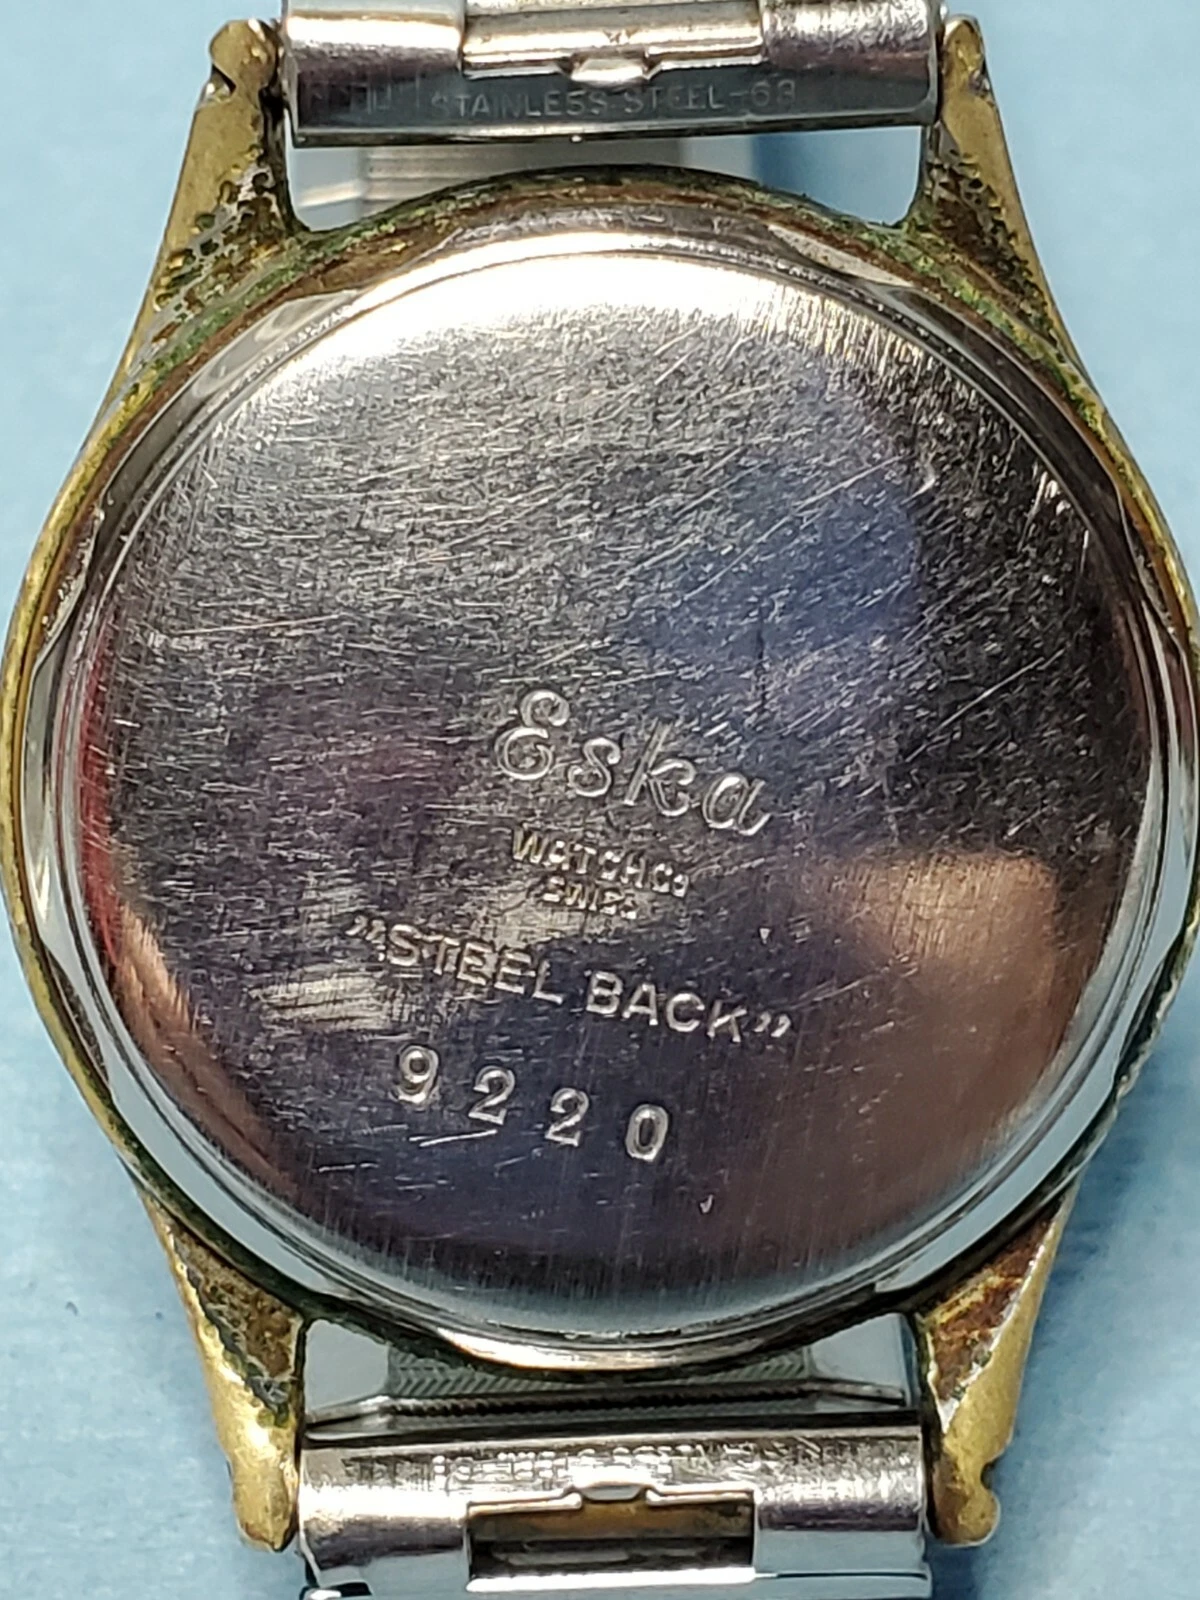 STAINLESS-STEEL-68
Eska
WATCH Co
SWISS
"STEEL BACK"
9220